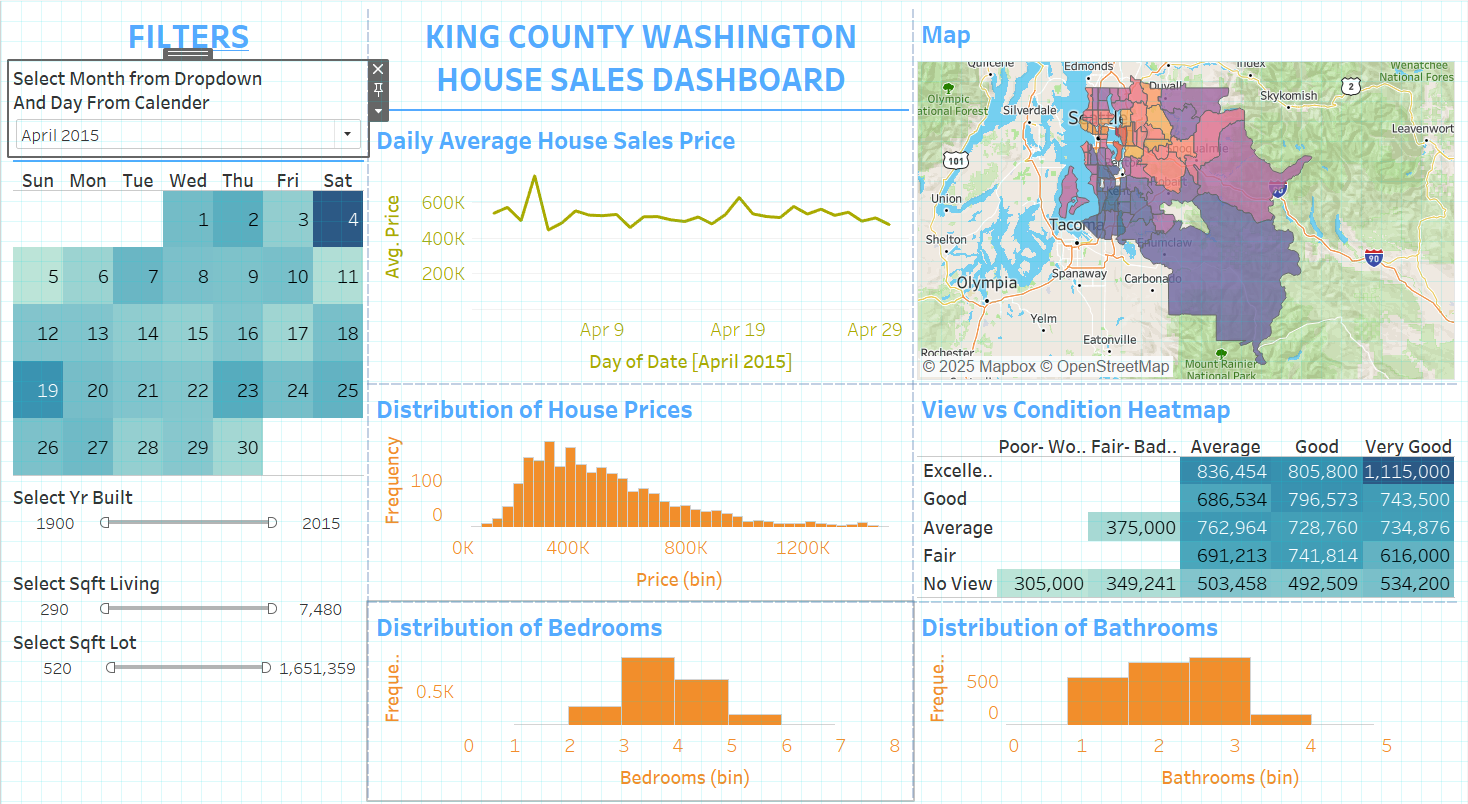 FILTERS
Select Month from Dropdown
And Day From Calender
April 2015
Sun Mon Tue Wed Thu Fri Sat
1 2 3 4
5 6 7 8 9 10 11
12 13 14 15 16 17 18
19 20 21 22 23 24 25
26 27 28 29 30
Select Yr Built
1900 2015
Select Sqft Living
290 7,480
Select Sqft Lot
520 1,651,359
KING COUNTY WASHINGTON
HOUSE SALES DASHBOARD
Daily Average House Sales Price
Avg. Price
600K
400K
200K
Apr 9 Apr 19 Apr 29
Day of Date [April 2015]
Distribution of House Prices
Frequency
100
0
0K 400K 800K 1200K
Price (bin)
Distribution of Bedrooms
Freque..
0.5K
0 1 2 3 4 5 6 7 8
Bedrooms (bin)
Map
Quilcene
Edmonds
Index
Wenatchee
National Fores
Duvall
2
Skykomish
Olympic
ational Forest
Silverdale
Leavenwort
101
90
Union
Tacoma
Enumclaw
Shelton
90
Spanaway
Carbonado
Olympia
Yelm
Eatonville
Rochester
Mount Rainier
National Park
© 2025 Mapbox © OpenStreetMap
View vs Condition Heatmap
Poor- Wo.. Fair- Bad.. Average Good Very Good
Excelle.. 836,454 805,800 1,115,000
Good 686,534 796,573 743,500
Average 375,000 762,964 728,760 734,876
Fair 691,213 741,814 616,000
No View 305,000 349,241 503,458 492,509 534,200
Distribution of Bathrooms
Freque..
500
0
0 1 2 3 4 5
Bathrooms (bin)